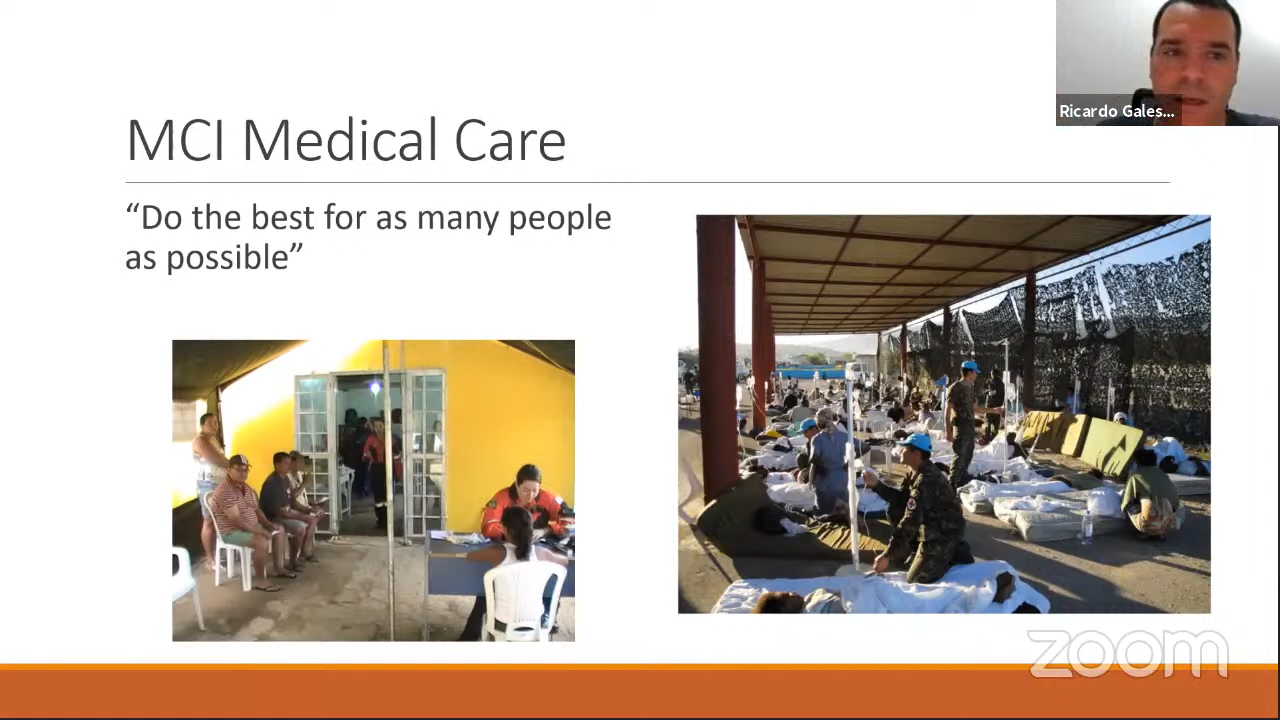 Ricardo Gales...
MCI Medical Care
“Do the best for as many people
as possible”
zoom